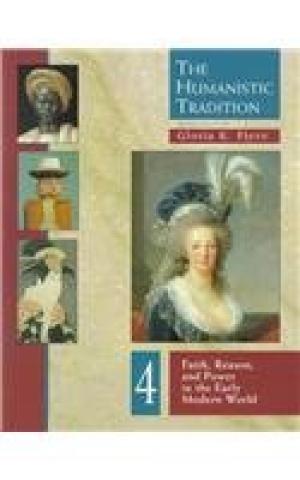 THE
HUMANISTIC
TRADITION
Gloria K. Fiero
4
Faith, Reason,
and Power
in the Early
Modern World